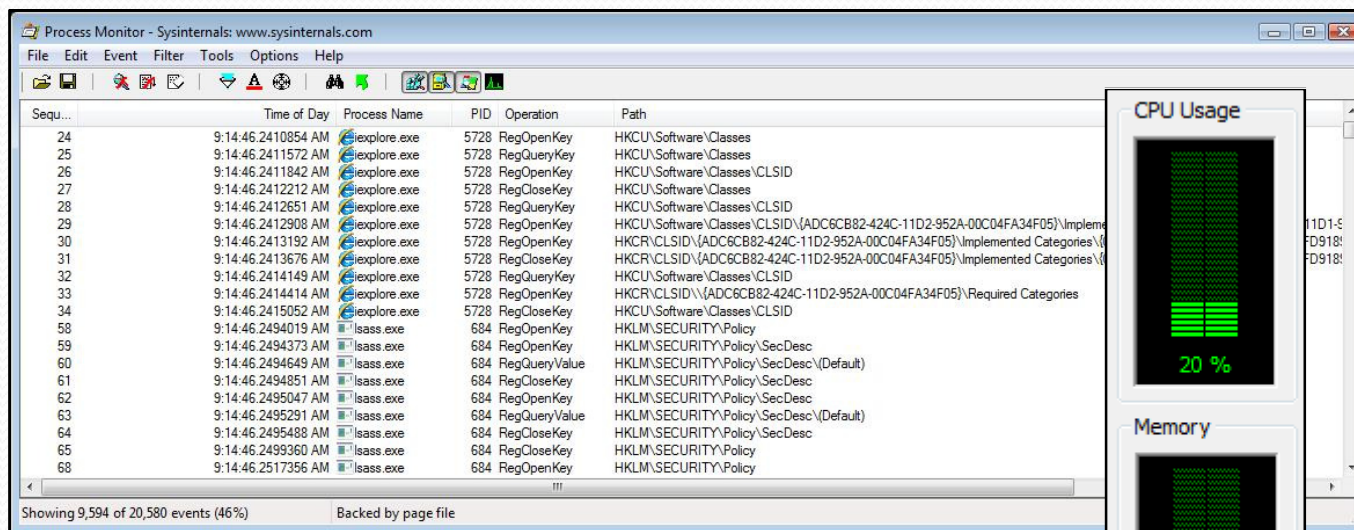 Process Monitor - Sysinternals: www.sysinternals.com
File Edit Event Filter Tools Options Help
Sequ... Time of Day Process Name PID Operation Path
24 9:14:46.2410854 AM iexplore.exe 5728 RegOpenKey HKCU\Software\Classes
25 9:14:46.2411572 AM iexplore.exe 5728 RegQueryKey HKCU\Software\Classes
26 9:14:46.2411842 AM iexplore.exe 5728 RegOpenKey HKCU\Software\Classes\CLSID
27 9:14:46.2412212 AM iexplore.exe 5728 RegCloseKey HKCU\Software\Classes
28 9:14:46.2412651 AM iexplore.exe 5728 RegQueryKey HKCU\Software\Classes\CLSID
29 9:14:46.2412908 AM iexplore.exe 5728 RegOpenKey HKCU\Software\Classes\CLSID\{ADC6CB82-424C-11D2-952A-00C04FA34F05}\Impleme 11D1-9
30 9:14:46.2413192 AM iexplore.exe 5728 RegOpenKey HKCR\CLSID\{ADC6CB82-424C-11D2-952A-00C04FA34F05}\Implemented Categories\{ FD918
31 9:14:46.2413676 AM iexplore.exe 5728 RegCloseKey HKCR\CLSID\{ADC6CB82-424C-11D2-952A-00C04FA34F05}\Implemented Categories\{ FD918
32 9:14:46.2414149 AM iexplore.exe 5728 RegQueryKey HKCU\Software\Classes\CLSID
33 9:14:46.2414414 AM iexplore.exe 5728 RegOpenKey HKCR\CLSID\\{ADC6CB82-424C-11D2-952A-00C04FA34F05}\Required Categories
34 9:14:46.2415052 AM iexplore.exe 5728 RegCloseKey HKCU\Software\Classes\CLSID
58 9:14:46.2494019 AM lsass.exe 684 RegOpenKey HKLM\SECURITY\Policy
59 9:14:46.2494373 AM lsass.exe 684 RegOpenKey HKLM\SECURITY\Policy\SecDesc
60 9:14:46.2494649 AM lsass.exe 684 RegQueryValue HKLM\SECURITY\Policy\SecDesc\(Default)
61 9:14:46.2494851 AM lsass.exe 684 RegCloseKey HKLM\SECURITY\Policy\SecDesc
62 9:14:46.2495047 AM lsass.exe 684 RegOpenKey HKLM\SECURITY\Policy\SecDesc
63 9:14:46.2495291 AM lsass.exe 684 RegQueryValue HKLM\SECURITY\Policy\SecDesc\(Default)
64 9:14:46.2495488 AM lsass.exe 684 RegCloseKey HKLM\SECURITY\Policy\SecDesc
65 9:14:46.2499360 AM lsass.exe 684 RegCloseKey HKLM\SECURITY\Policy
68 9:14:46.2517356 AM lsass.exe 684 RegOpenKey HKLM\SECURITY\Policy
Showing 9,594 of 20,580 events (46%) Backed by page file
CPU Usage
20 %
Memory